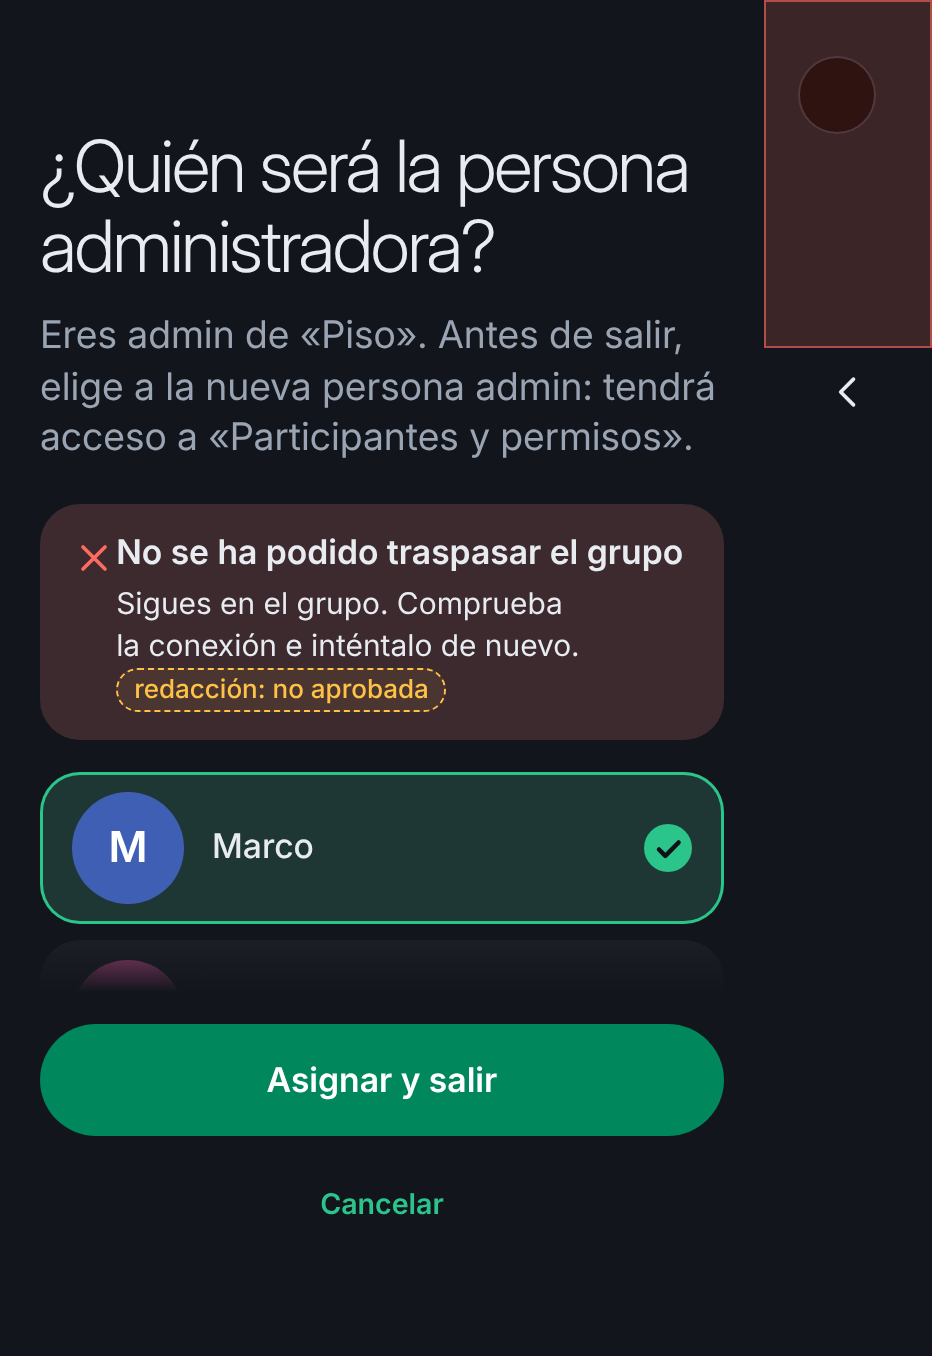 ¿Quién será la persona
administradora?
Eres admin de «Piso». Antes de salir,
elige a la nueva persona admin: tendrá
acceso a «Participantes y permisos».
No se ha podido traspasar el grupo
Sigues en el grupo. Comprueba
la conexión e inténtalo de nuevo.
redacción: no aprobada
M
Marco
Asignar y salir
Cancelar